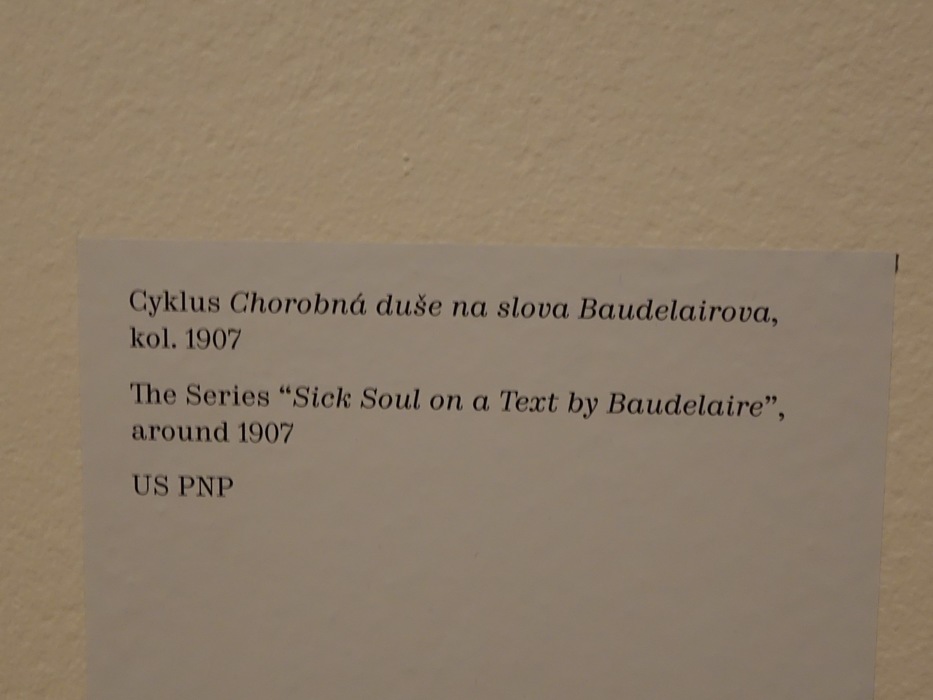 Cyklus Chorobná duše na slova Baudelairova,
kol. 1907
The Series “Sick Soul on a Text by Baudelaire”,
around 1907
US PNP